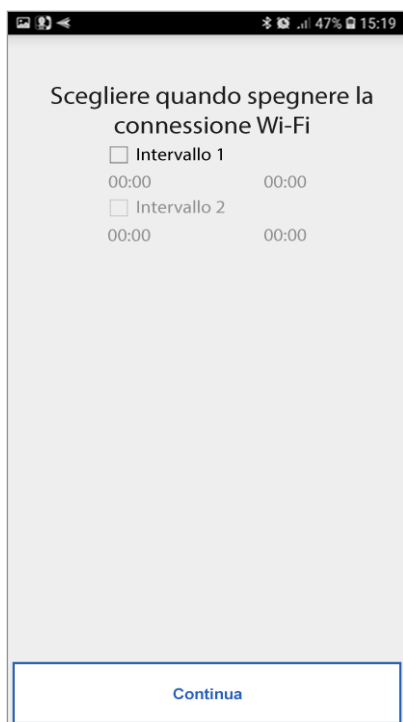 47% 15:19
Scegliere quando spegnere la
connessione Wi-Fi
Intervallo 1
00:00 00:00
Intervallo 2
00:00 00:00
Continua